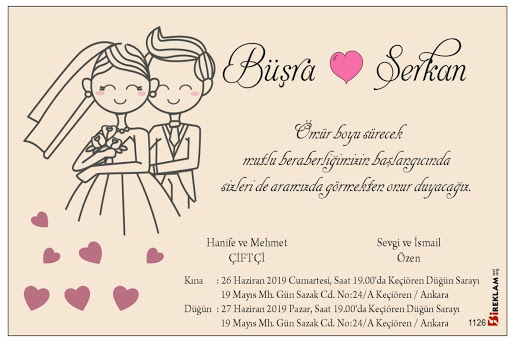 Büşra Serkan
Ömür boyu sürecek
mutlu beraberliğimizin başlangıcında
sizleri de aramızda görmekten onur duyacağız.
Hanife ve Mehmet
ÇİFTÇİ
Sevgi ve İsmail
Özen
Kına : 26 Haziran 2019 Cumartesi, Saat 19.00'da Keçiören Düğün Sarayı
19 Mayıs Mh. Gün Sazak Cd. No:24/A Keçiören / Ankara
Düğün : 27 Haziran 2019 Pazar, Saat 19.00'da Keçiören Düğün Sarayı
19 Mayıs Mh. Gün Sazak Cd. No:24/A Keçiören / Ankara
1126
REKLAM